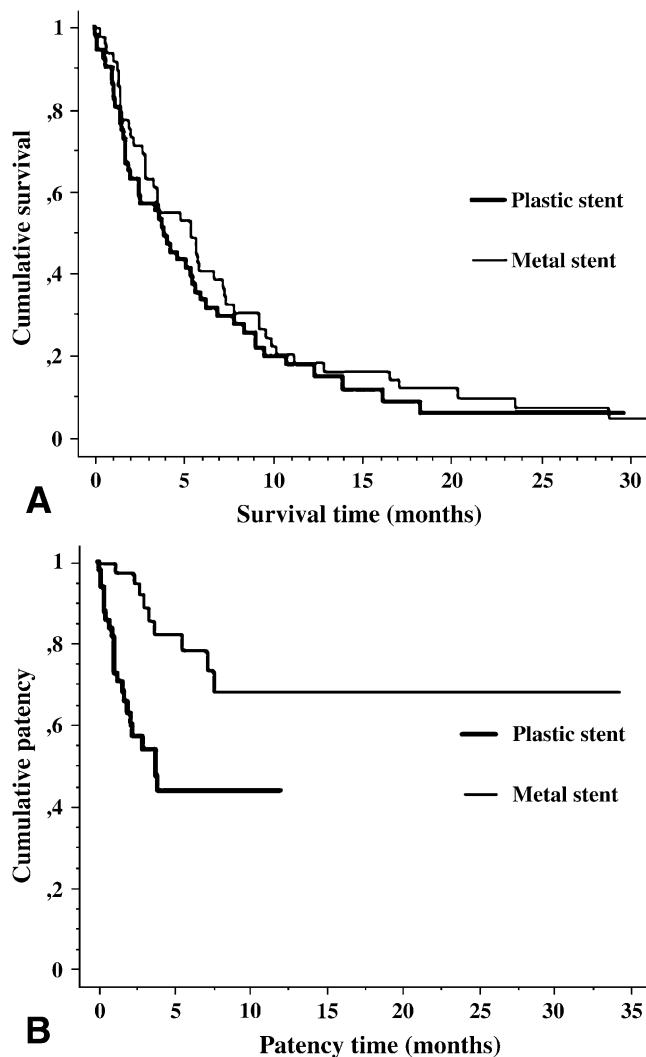 1
,8
,6
,4
,2
0
Cumulative survival
Plastic stent
Metal stent
0 5 10 15 20 25 30
Survival time (months)
A
1
,8
,6
,4
,2
0
Cumulative patency
Plastic stent
Metal stent
0 5 10 15 20 25 30 35
Patency time (months)
B